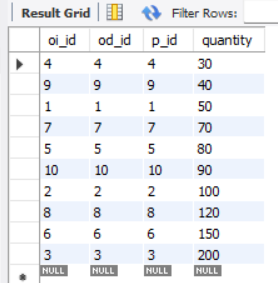 Result Grid Filter Rows:
oi_id od_id p_id quantity
4 4 4 30
9 9 9 40
1 1 1 50
7 7 7 70
5 5 5 80
10 10 10 90
2 2 2 100
8 8 8 120
6 6 6 150
3 3 3 200
NULL NULL NULL NULL